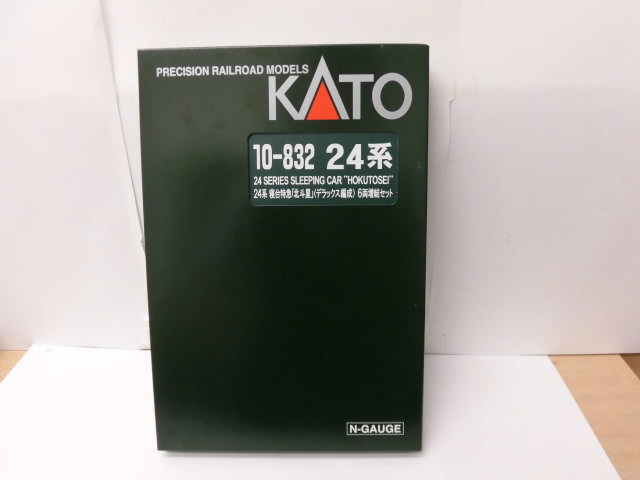 PRECISION RAILROAD MODELS
KATO
10-832 24系
24 SERIES SLEEPING CAR "HOKUTOSEI"
24系 寝台特急「北斗星」〈デラックス編成〉 6両増結セット
N-GAUGE